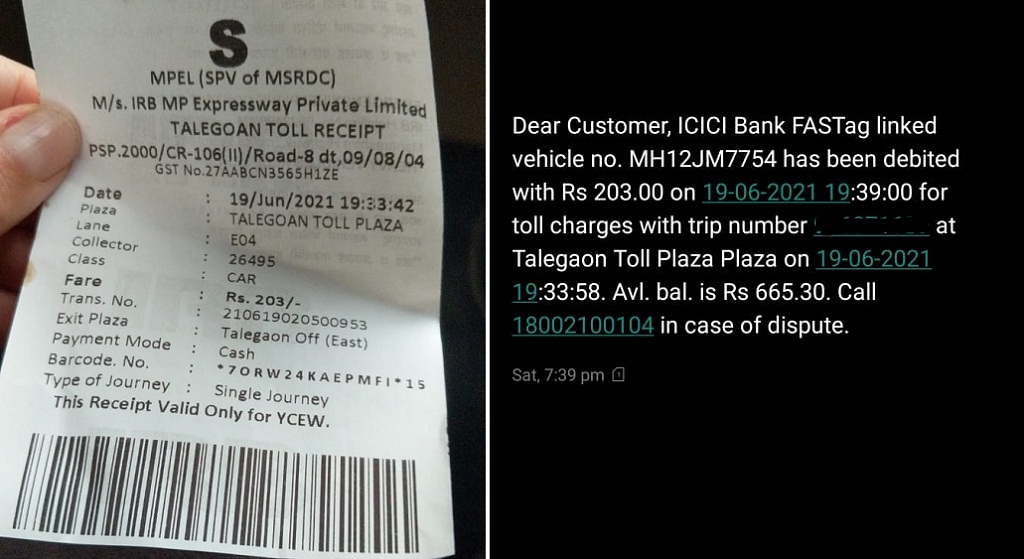 S
MPEL (SPV of MSRDC)
M/s. IRB MP Expressway Private Limited
TALEGOAN TOLL RECEIPT
PSP.2000/CR-106(II)/Road-8 dt,09/08/04
GST No.27AABCN3565H1ZE
Date : 19/Jun/2021 19:33:42
Plaza : TALEGOAN TOLL PLAZA
Lane : E04
Collector : 26495
Class : CAR
Fare : Rs. 203/-
Trans. No. : 210619020500953
Exit Plaza : Talegaon Off (East)
Payment Mode : Cash
Barcode. No. : *7ORW24KAEPMFI*15
Type of Journey : Single Journey
This Receipt Valid Only for YCEW.
Dear Customer, ICICI Bank FASTag linked
vehicle no. MH12JM7754 has been debited
with Rs 203.00 on 19-06-2021 19:39:00 for
toll charges with trip number at
Talegaon Toll Plaza Plaza on 19-06-2021
19:33:58. Avl. bal. is Rs 665.30. Call
18002100104 in case of dispute.
Sat, 7:39 pm